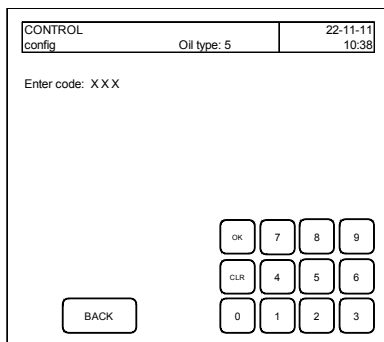 CONTROL 22-11-11
config Oil type: 5 10:38
Enter code: X X X
OK 7 8 9
CLR 4 5 6
BACK 0 1 2 3